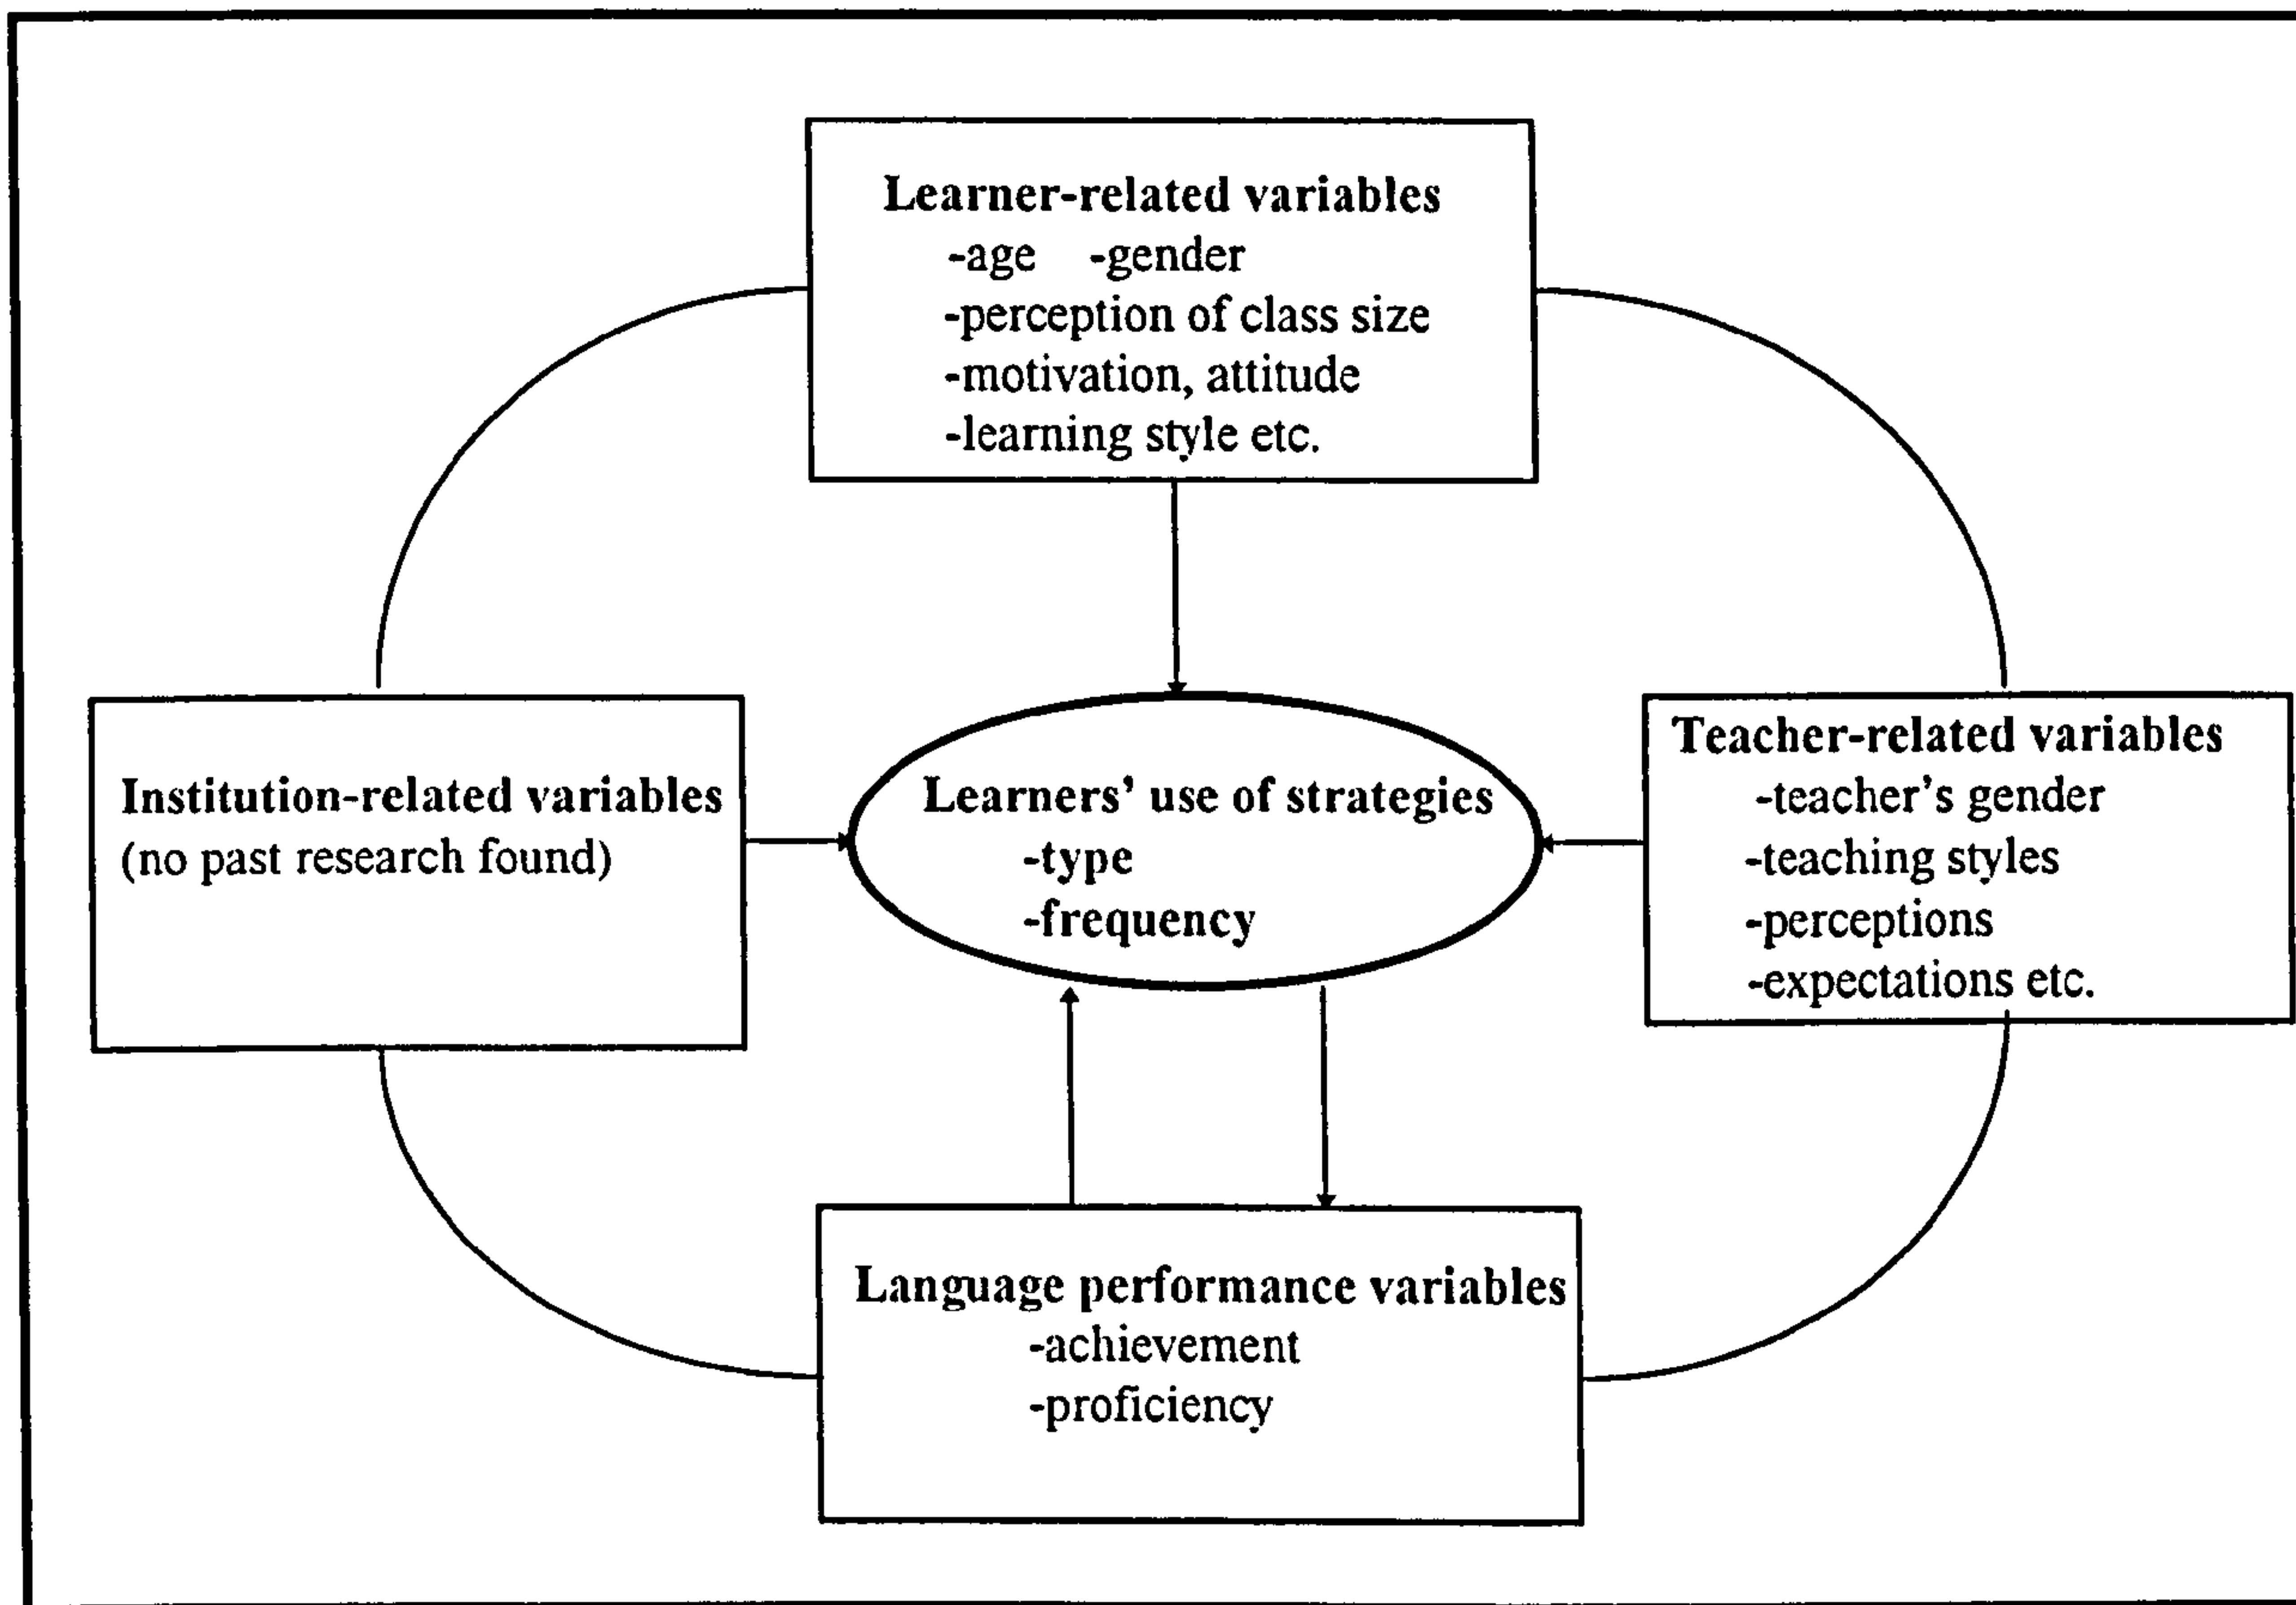 Learner-related variables
-age -gender
-perception of class size
-motivation, attitude
-learning style etc.
Institution-related variables
(no past research found)
Learners’ use of strategies
-type
-frequency
Teacher-related variables
-teacher’s gender
-teaching styles
-perceptions
-expectations etc.
Language performance variables
-achievement
-proficiency